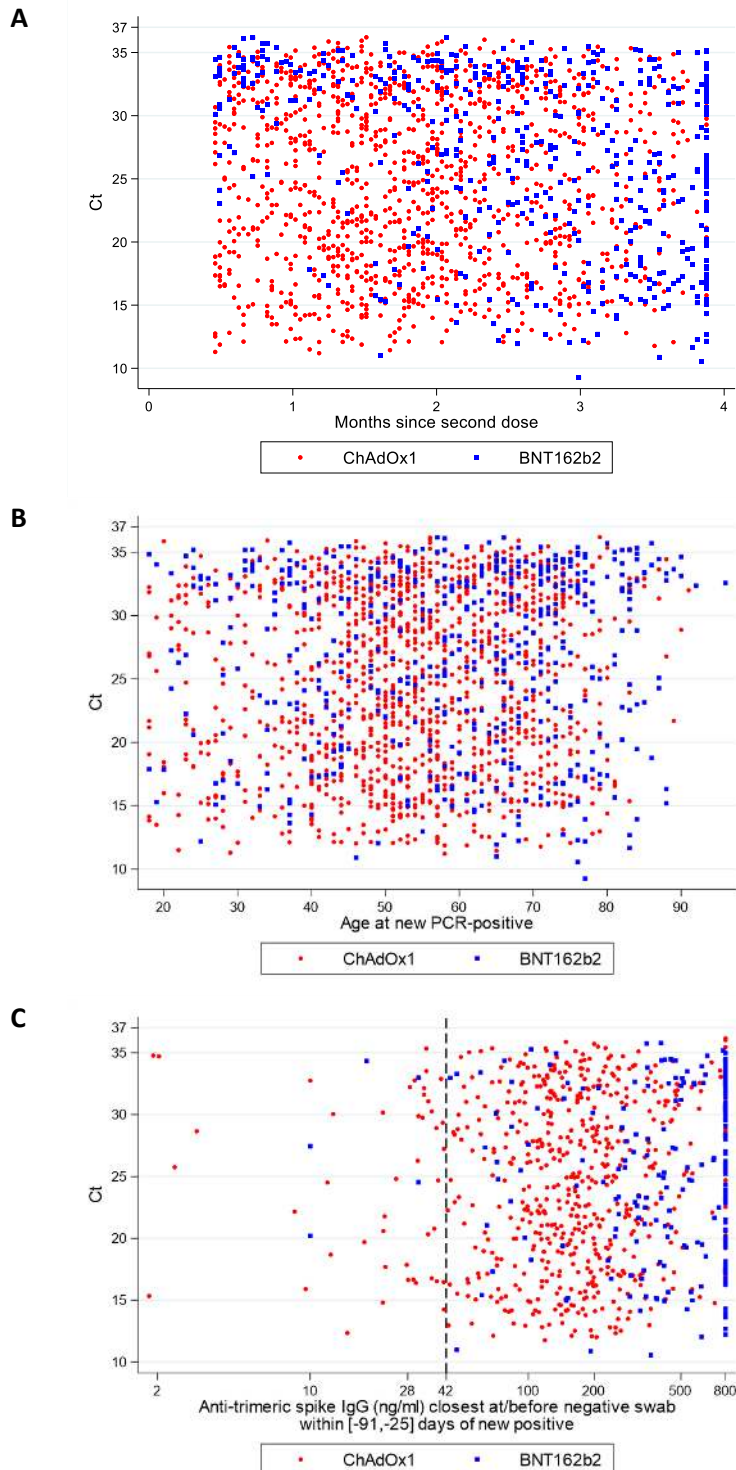 A
37
35
30
25
20
15
10
Ct
0 1 2 3 4
Months since second dose
ChAdOx1 BNT162b2
B
37
35
30
25
20
15
10
Ct
20 30 40 50 60 70 80 90
Age at new PCR-positive
ChAdOx1 BNT162b2
C
37
35
30
25
20
15
10
Ct
2 10 28 42 100 200 500 800
Anti-trimeric spike IgG (ng/ml) closest at/before negative swab
within [-91,-25] days of new positive
ChAdOx1 BNT162b2